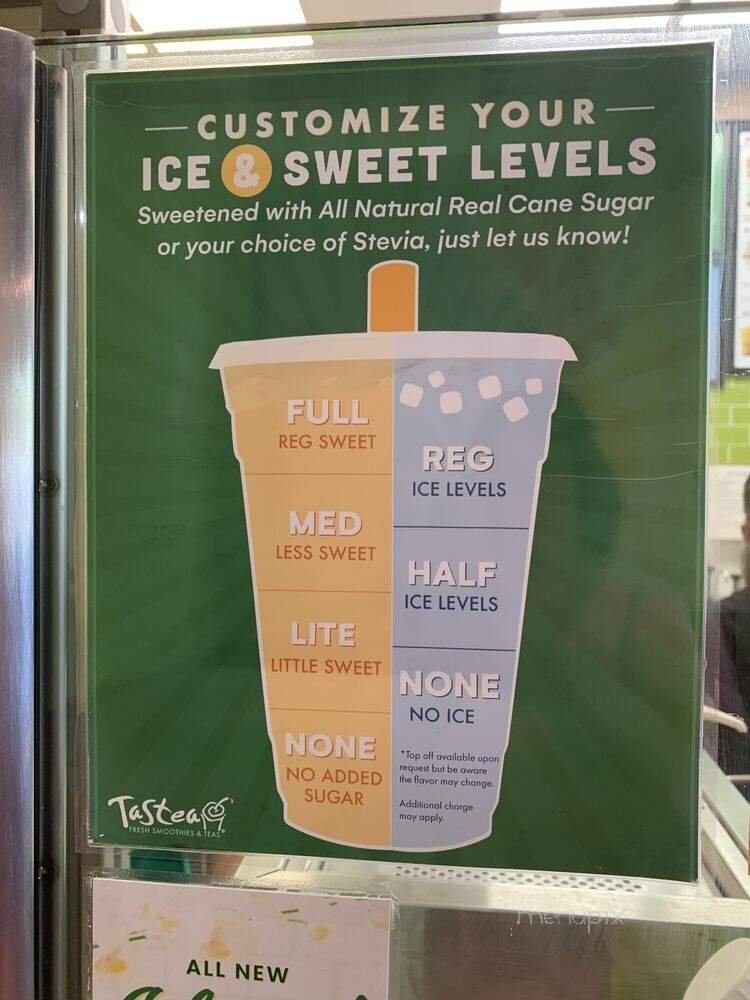 CUSTOMIZE YOUR
ICE & SWEET LEVELS
Sweetened with All Natural Real Cane Sugar
or your choice of Stevia, just let us know!
FULL
REG SWEET
MED
LESS SWEET
LITE
LITTLE SWEET
NONE
NO ADDED
SUGAR
REG
ICE LEVELS
HALF
ICE LEVELS
NONE
NO ICE
*Top off available upon
request but be aware
the flavor may change.
Additional charge
may apply.
Tastea®
FRESH SMOOTHIES & TEAS
menupix
ALL NEW